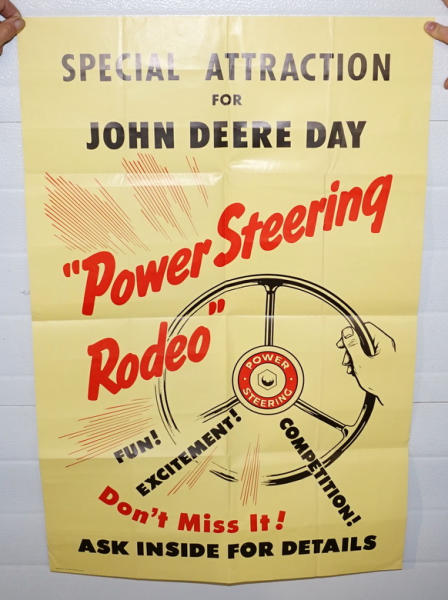 SPECIAL ATTRACTION
FOR
JOHN DEERE DAY
"Power Steering
Rodeo"
POWER
STEERING
FUN!
EXCITEMENT!
COMPETITION!
Don't Miss It!
ASK INSIDE FOR DETAILS